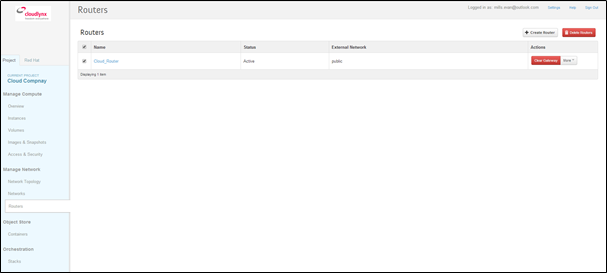 Routers
Logged in as: mills.man@outlook.com Settings Help Sign Out
cloudlynx
Project Red Hat
CURRENT PROJECT
Cloud Compnay
Manage Compute
Overview
Instances
Volumes
Images & Snapshots
Access & Security
Manage Network
Network Topology
Networks
Routers
Object Store
Containers
Orchestration
Stacks
Routers
+ Create Router Delete Routers
Name Status External Network Actions
Cloud_Router Active public Clear Gateway More
Displaying 1 item